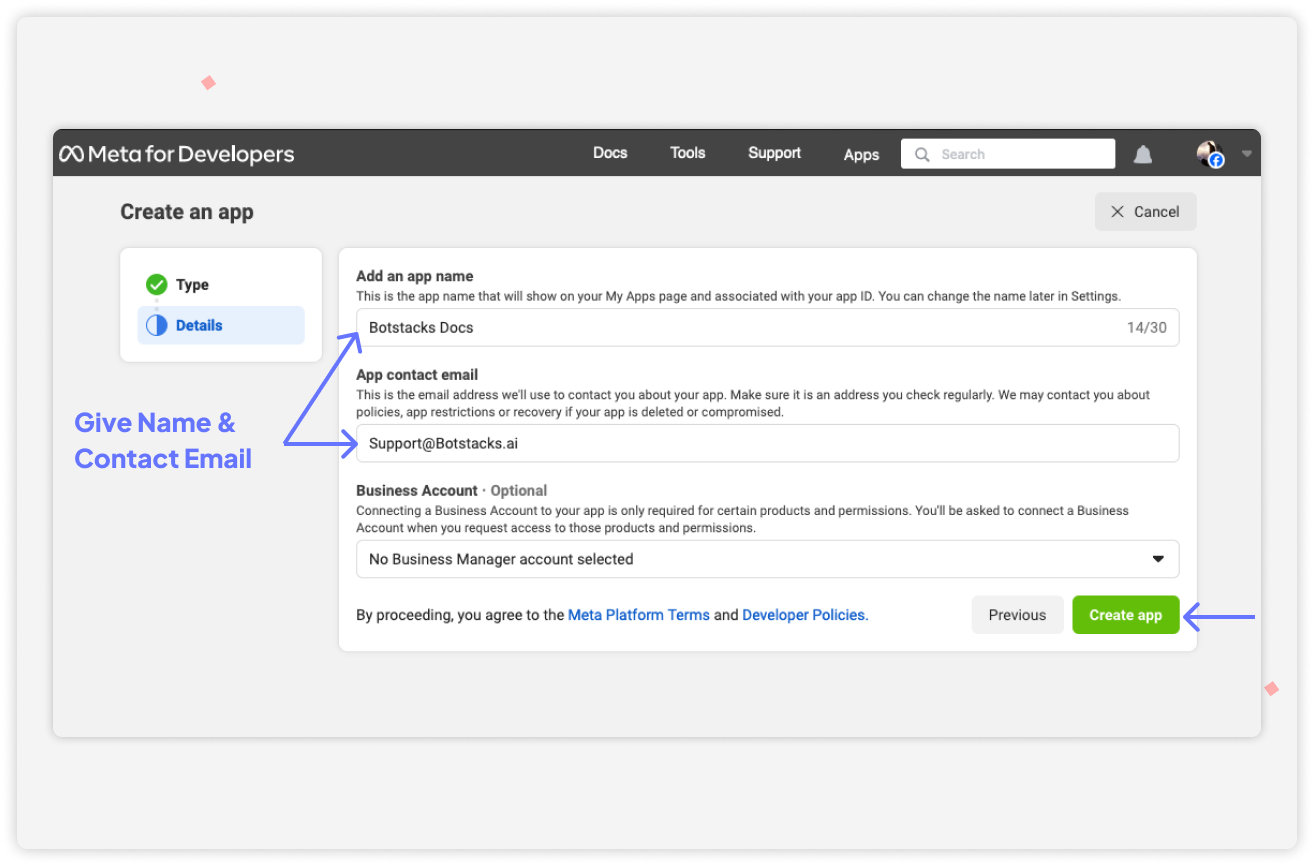 Meta for Developers
Docs
Tools
Support
Apps
Search
Create an app
Cancel
Type
Details
Add an app name
This is the app name that will show on your My Apps page and associated with your app ID. You can change the name later in Settings.
Botstacks Docs
14/30
App contact email
This is the email address we'll use to contact you about your app. Make sure it is an address you check regularly. We may contact you about
policies, app restrictions or recovery if your app is deleted or compromised.
Give Name &
Contact Email
Support@Botstacks.ai
Business Account · Optional
Connecting a Business Account to your app is only required for certain products and permissions. You'll be asked to connect a Business
Account when you request access to those products and permissions.
No Business Manager account selected
By proceeding, you agree to the Meta Platform Terms and Developer Policies.
Previous
Create app